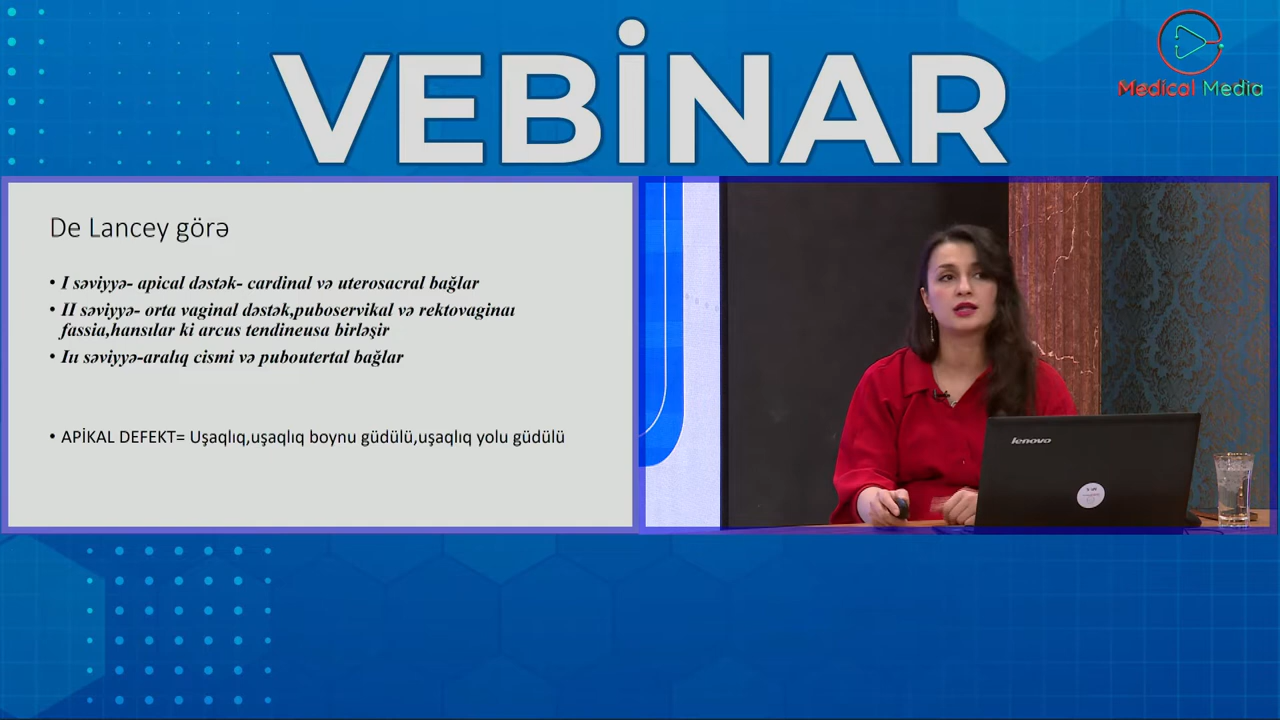 VEBİNAR
Medical Media
De Lancey görə
• I səviyyə- apical dəstək- cardinal və uterosacral bağlar
• II səviyyə- orta vaginal dəstək,puboservikal və rektovaginaı
fassia,hansılar ki arcus tendineusa birləşir
• Iıı səviyyə-aralıq cismi və puboutertal bağlar
• APİKAL DEFEKT= Uşaqlıq,uşaqlıq boynu güdülü,uşaqlıq yolu güdülü
lenovo